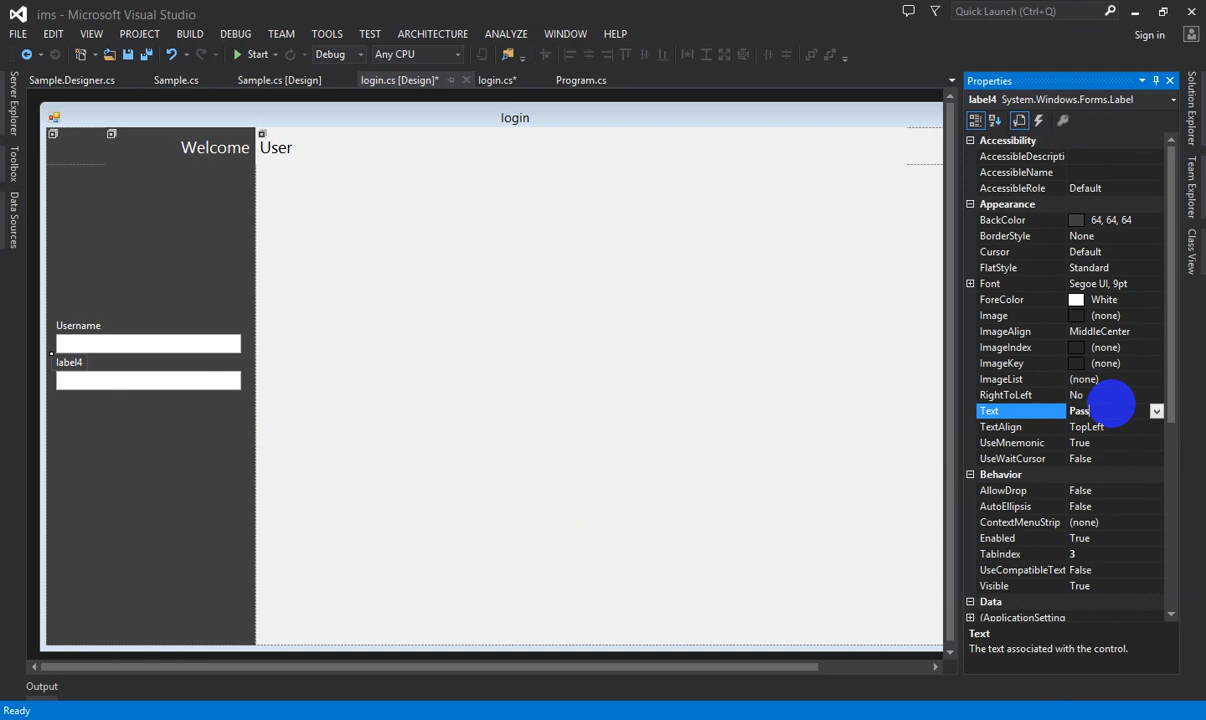 ims - Microsoft Visual Studio
Quick Launch (Ctrl+Q)
FILE EDIT VIEW PROJECT BUILD DEBUG TEAM TOOLS TEST ARCHITECTURE ANALYZE WINDOW HELP
Sign in
Start Debug Any CPU
Sample.Designer.cs Sample.cs Sample.cs [Design] login.cs [Design]* login.cs* Program.cs
Server Explorer
Toolbox
Data Sources
login
Welcome User
Username
label4
Properties
label4 System.Windows.Forms.Label
Accessibility
AccessibleDescripti
AccessibleName
AccessibleRole Default
Appearance
BackColor 64, 64, 64
BorderStyle None
Cursor Default
FlatStyle Standard
Font Segoe UI, 9pt
ForeColor White
Image (none)
ImageAlign MiddleCenter
ImageIndex (none)
ImageKey (none)
ImageList (none)
RightToLeft No
Text Pass
TextAlign TopLeft
UseMnemonic True
UseWaitCursor False
Behavior
AllowDrop False
AutoEllipsis False
ContextMenuStrip (none)
Enabled True
TabIndex 3
UseCompatibleText False
Visible True
Data
(ApplicationSetting
Text
The text associated with the control.
Solution Explorer
Team Explorer
Class View
Output
Ready